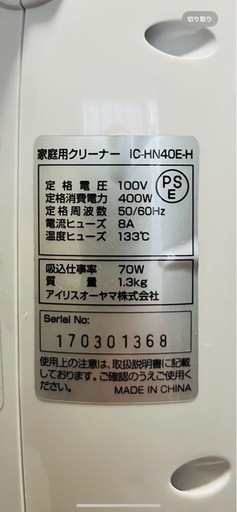 切り取り
家庭用クリーナー IC-HN40E-H
定格電圧 100V
定格消費電力 400W
定格周波数 50/60Hz
電流ヒューズ 8A
温度ヒューズ 133℃
PS
E
吸込仕事率 70W
質量 1.3kg
アイリスオーヤマ株式会社
Serial No:
170301368
使用上の注意は、取扱説明書に記載
しております。ご確認のうえご使用く
ださい。 MADE IN CHINA